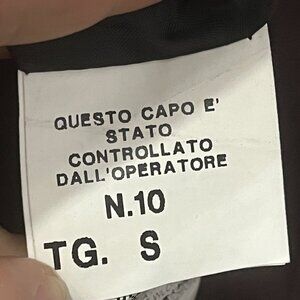 QUESTO CAPO E'
STATO
CONTROLLATO
DALL'OPERATORE
N.10
TG. S